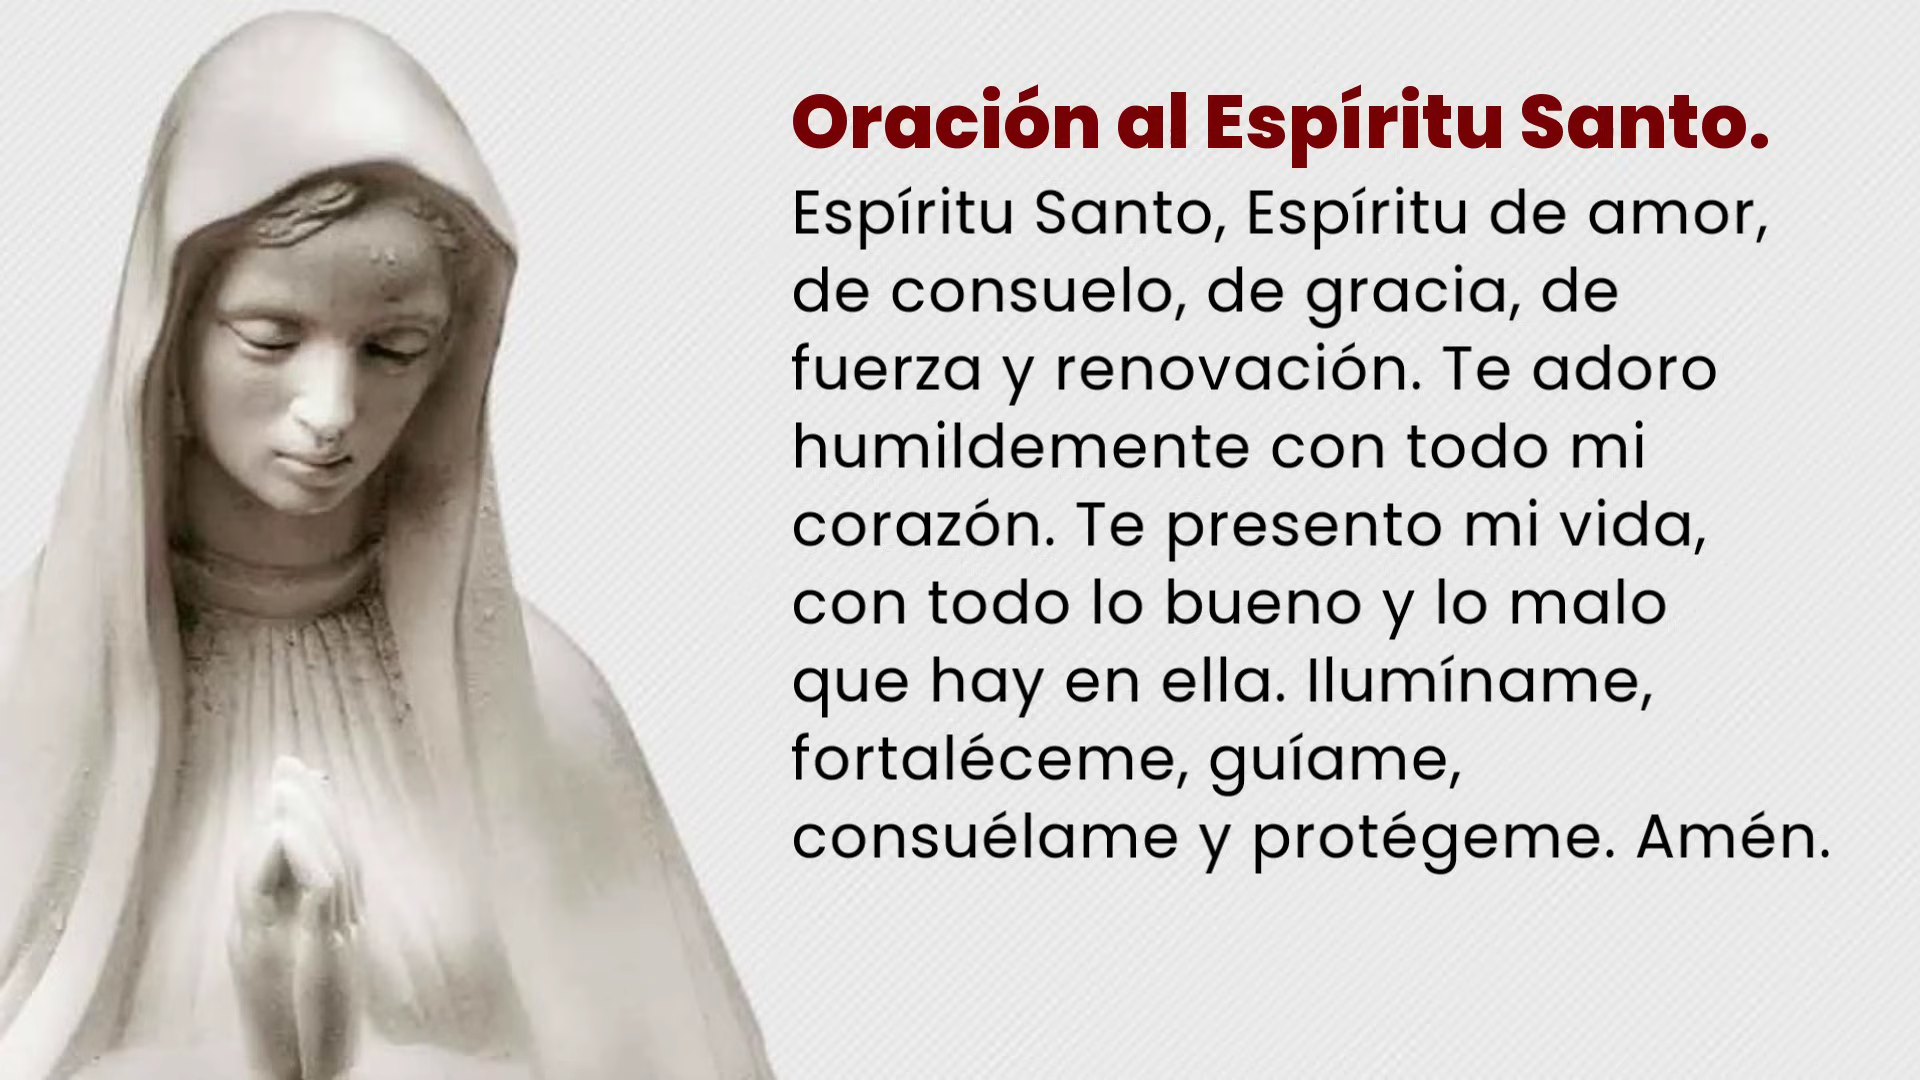 Oración al Espíritu Santo.
Espíritu Santo, Espíritu de amor,
de consuelo, de gracia, de
fuerza y renovación. Te adoro
humildemente con todo mi
corazón. Te presento mi vida,
con todo lo bueno y lo malo
que hay en ella. Ilumíname,
fortaléceme, guíame,
consuélame y protégeme. Amén.